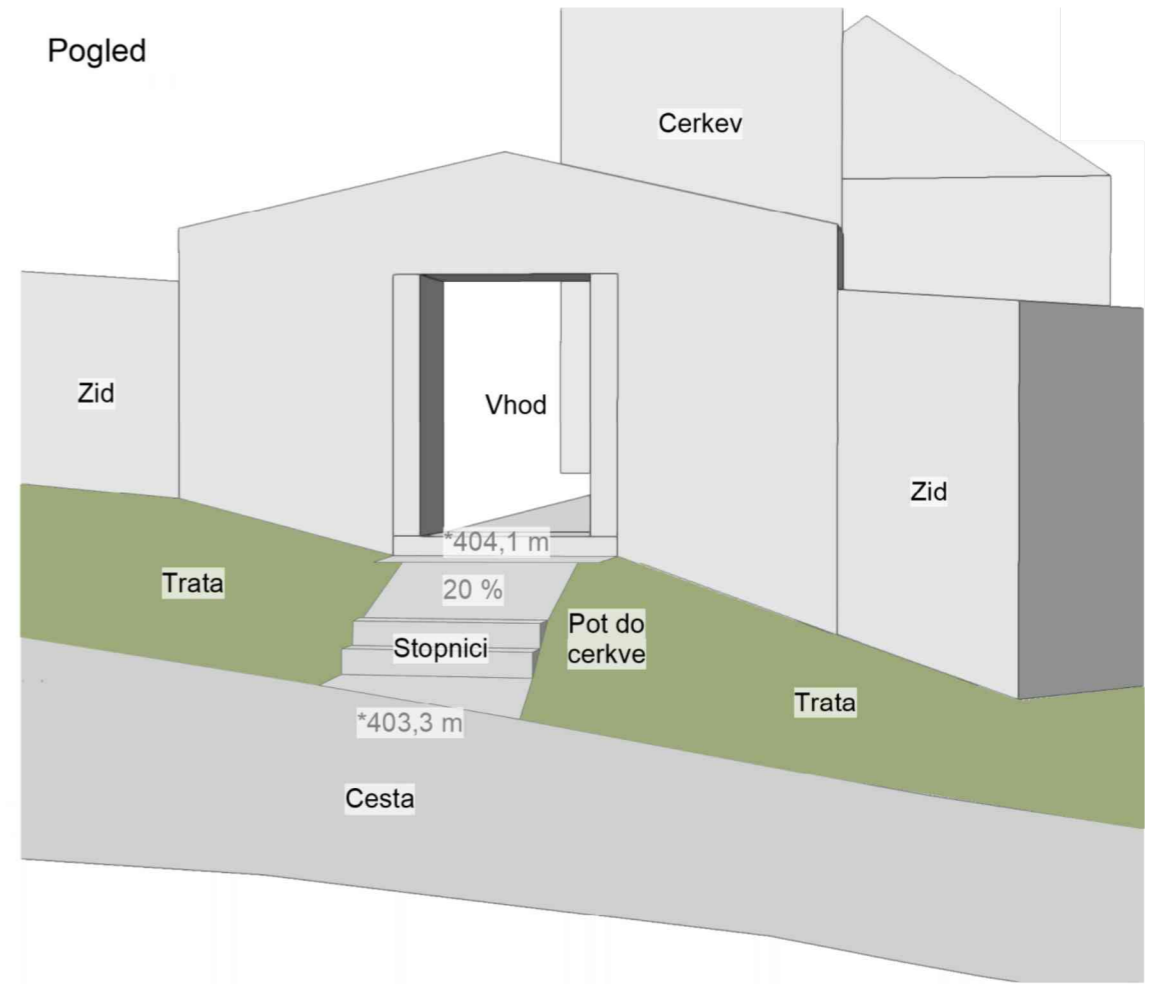 Pogled
Cerkev
Zid
Vhod
Zid
*404,1 m
Trata
20 %
Stopnici
Pot do
cerkve
Trata
*403,3 m
Cesta